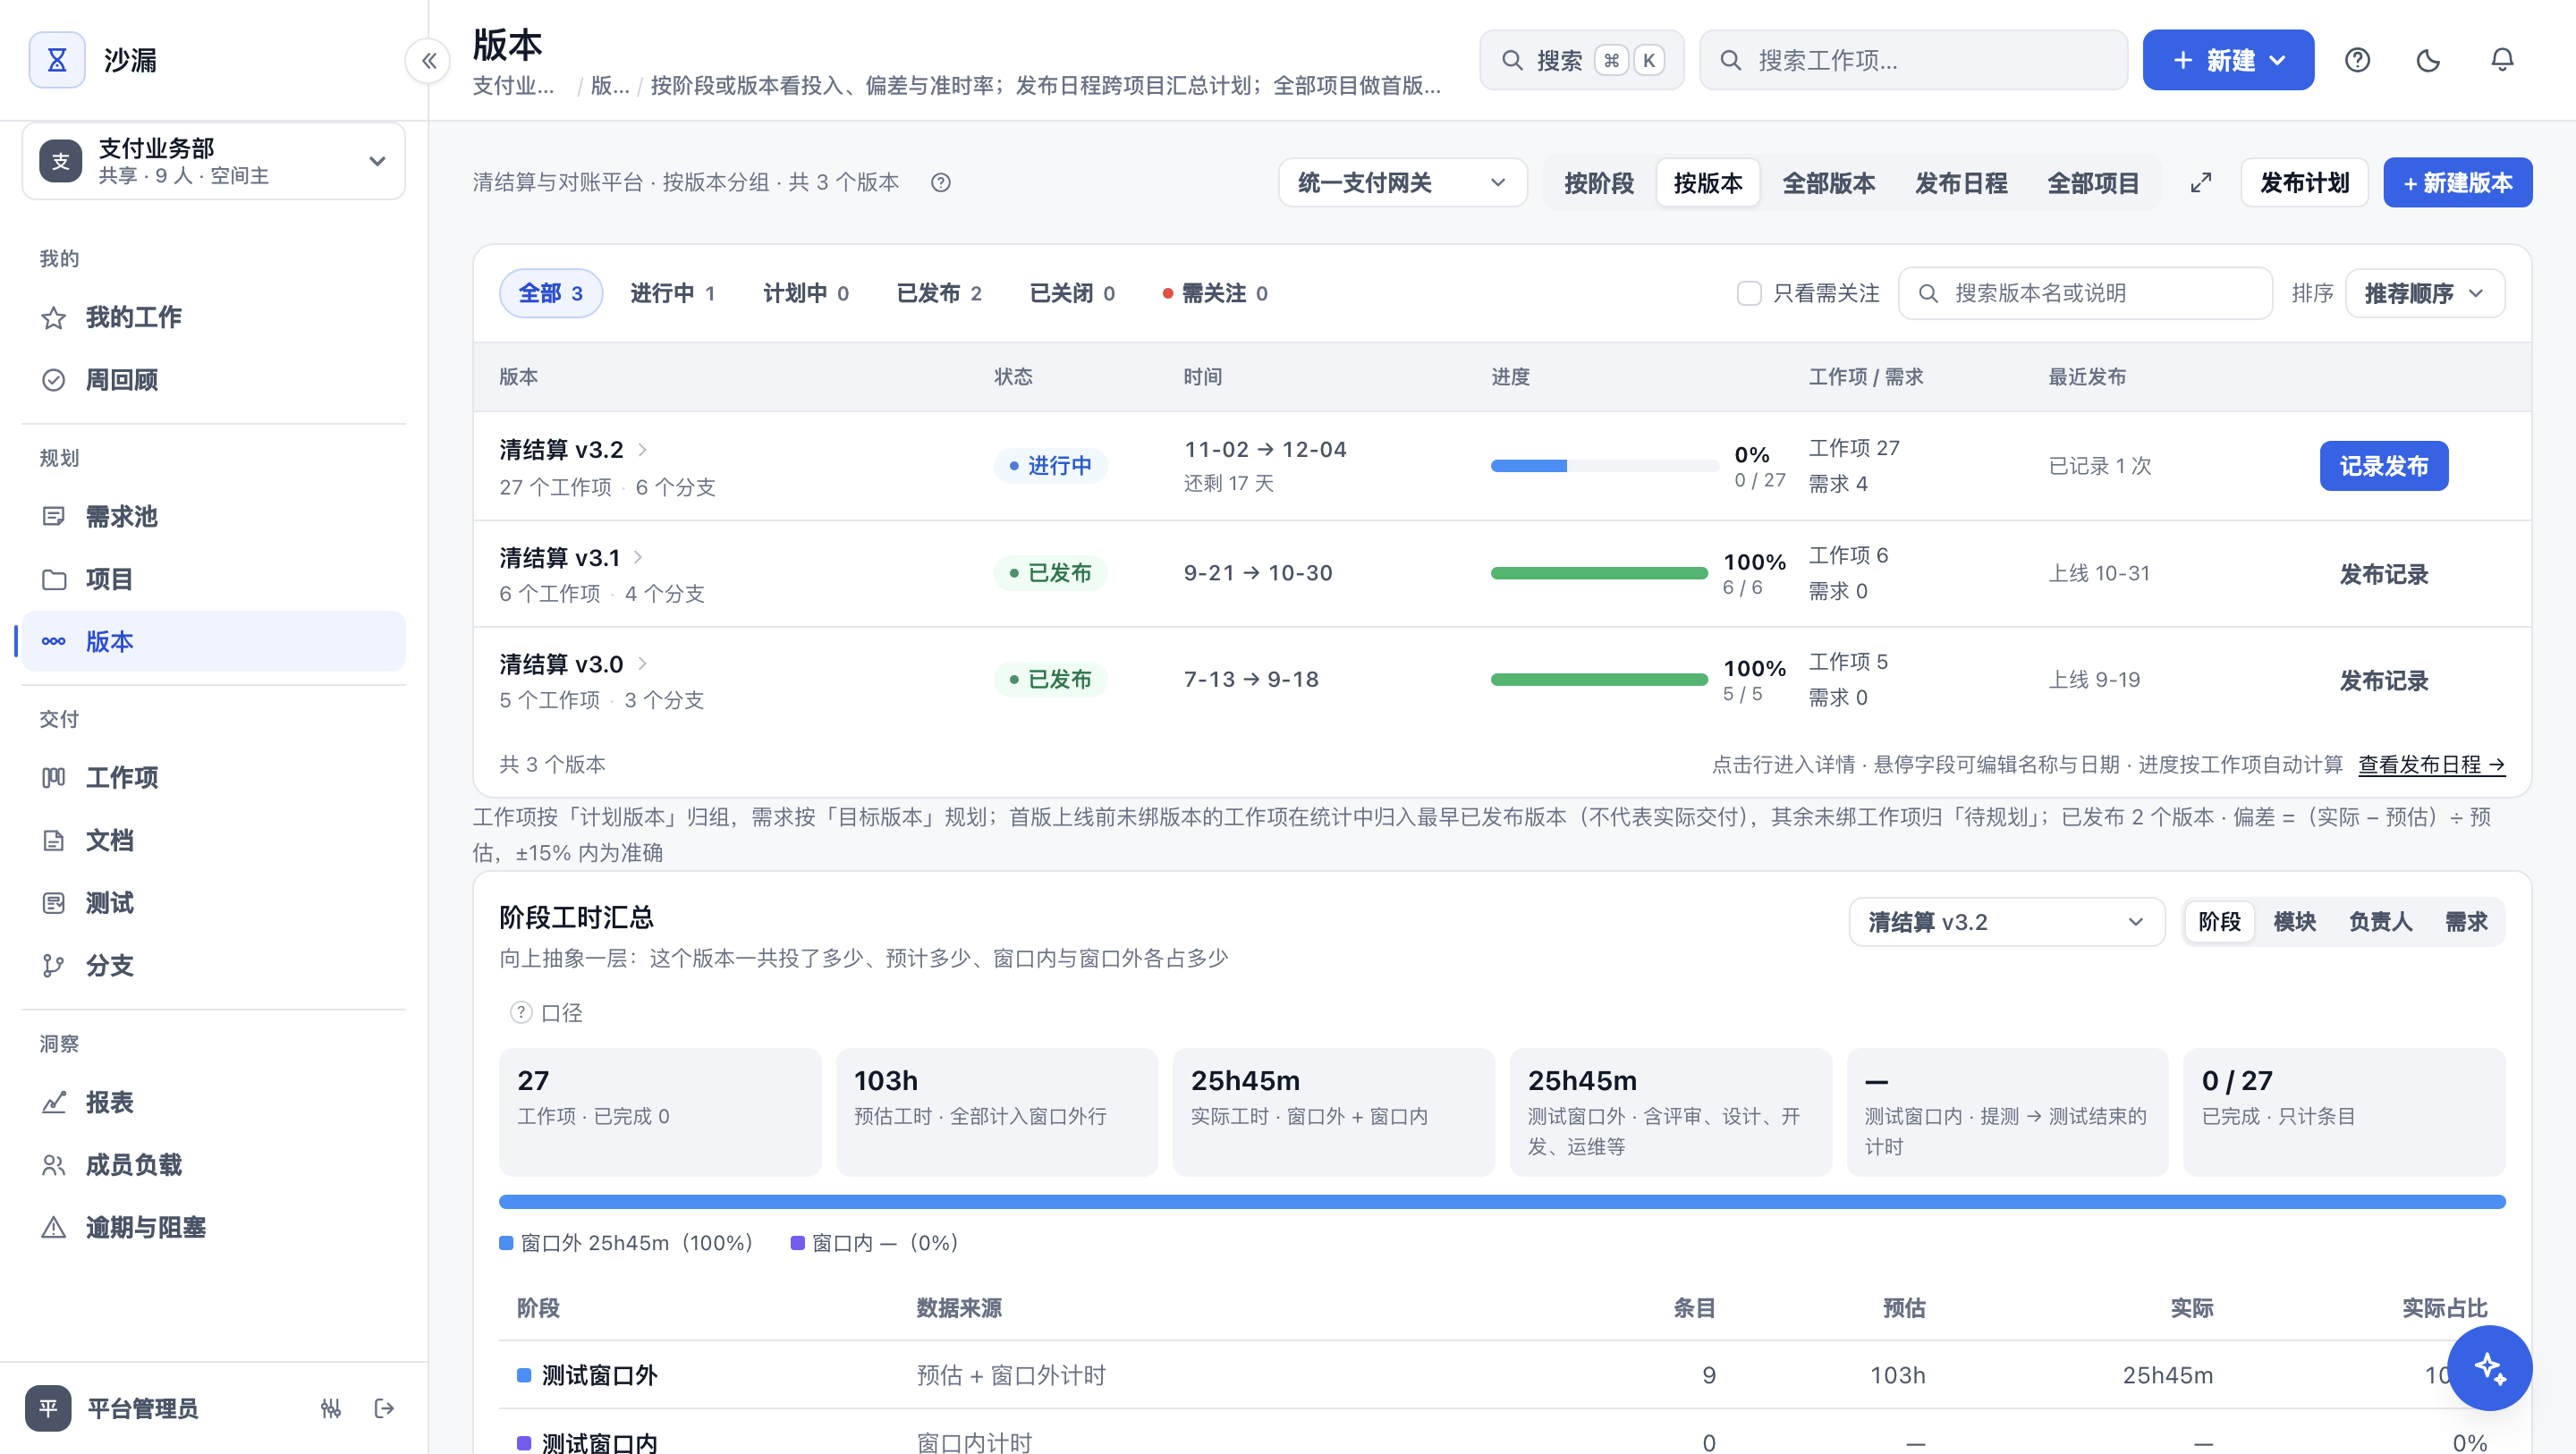 沙漏
版本
支付业... / 版... / 按阶段或版本看投入、偏差与准时率；发布日程跨项目汇总计划；全部项目做首版...
搜索 ⌘ K
搜索工作项...
+ 新建
支
支付业务部
共享 · 9 人 · 空间主
我的
我的工作
周回顾
规划
需求池
项目
版本
交付
工作项
文档
测试
分支
洞察
报表
成员负载
逾期与阻塞
平
平台管理员
清结算与对账平台 · 按版本分组 · 共 3 个版本
统一支付网关
按阶段 按版本 全部版本 发布日程 全部项目
发布计划
+ 新建版本
全部 3 进行中 1 计划中 0 已发布 2 已关闭 0 需关注 0
只看需关注
搜索版本名或说明
排序
推荐顺序
版本 状态 时间 进度 工作项 / 需求 最近发布
清结算 v3.2
27 个工作项 · 6 个分支
进行中
11-02 → 12-04
还剩 17 天
0%
0 / 27
工作项 27
需求 4
已记录 1 次
记录发布
清结算 v3.1
6 个工作项 · 4 个分支
已发布
9-21 → 10-30
100%
6 / 6
工作项 6
需求 0
上线 10-31
发布记录
清结算 v3.0
5 个工作项 · 3 个分支
已发布
7-13 → 9-18
100%
5 / 5
工作项 5
需求 0
上线 9-19
发布记录
共 3 个版本
点击行进入详情 · 悬停字段可编辑名称与日期 · 进度按工作项自动计算 查看发布日程 →
工作项按「计划版本」归组，需求按「目标版本」规划；首版上线前未绑版本的工作项在统计中归入最早已发布版本（不代表实际交付），其余未绑工作项归「待规划」；已发布 2 个版本 · 偏差 =（实际 − 预估）÷ 预
估，±15% 内为准确
阶段工时汇总
向上抽象一层：这个版本一共投了多少、预计多少、窗口内与窗口外各占多少
清结算 v3.2
阶段 模块 负责人 需求
? 口径
27
工作项 · 已完成 0
103h
预估工时 · 全部计入窗口外行
25h45m
实际工时 · 窗口外 + 窗口内
25h45m
测试窗口外 · 含评审、设计、开
发、运维等
—
测试窗口内 · 提测 → 测试结束的
计时
0 / 27
已完成 · 只计条目
窗口外 25h45m（100%） 窗口内 —（0%）
阶段 数据来源 条目 预估 实际 实际占比
测试窗口外 预估 + 窗口外计时 9 103h 25h45m
测试窗口内 窗口内计时 0 — — 0%